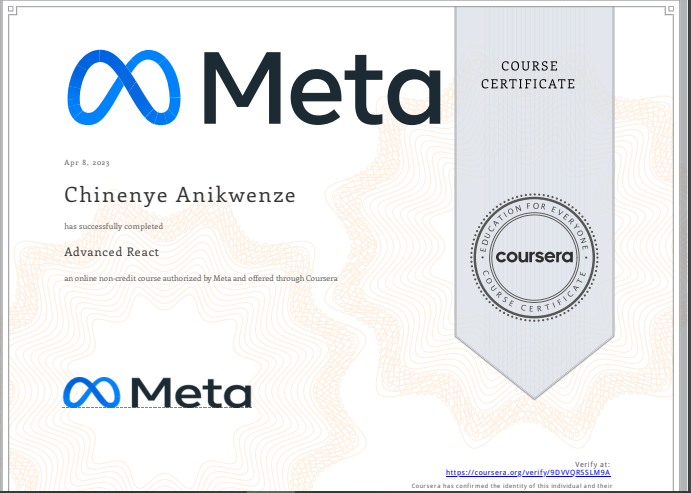 Meta
COURSE
CERTIFICATE
Apr 8, 2023
Chinenye Anikwenze
has successfully completed
Advanced React
an online non-credit course authorized by Meta and offered through Coursera
EDUCATION FOR EVERYONE
coursera
COURSE CERTIFICATE
Meta
Verify at:
https://coursera.org/verify/9DVVQRSSLM9A
Coursera has confirmed the identity of this individual and their